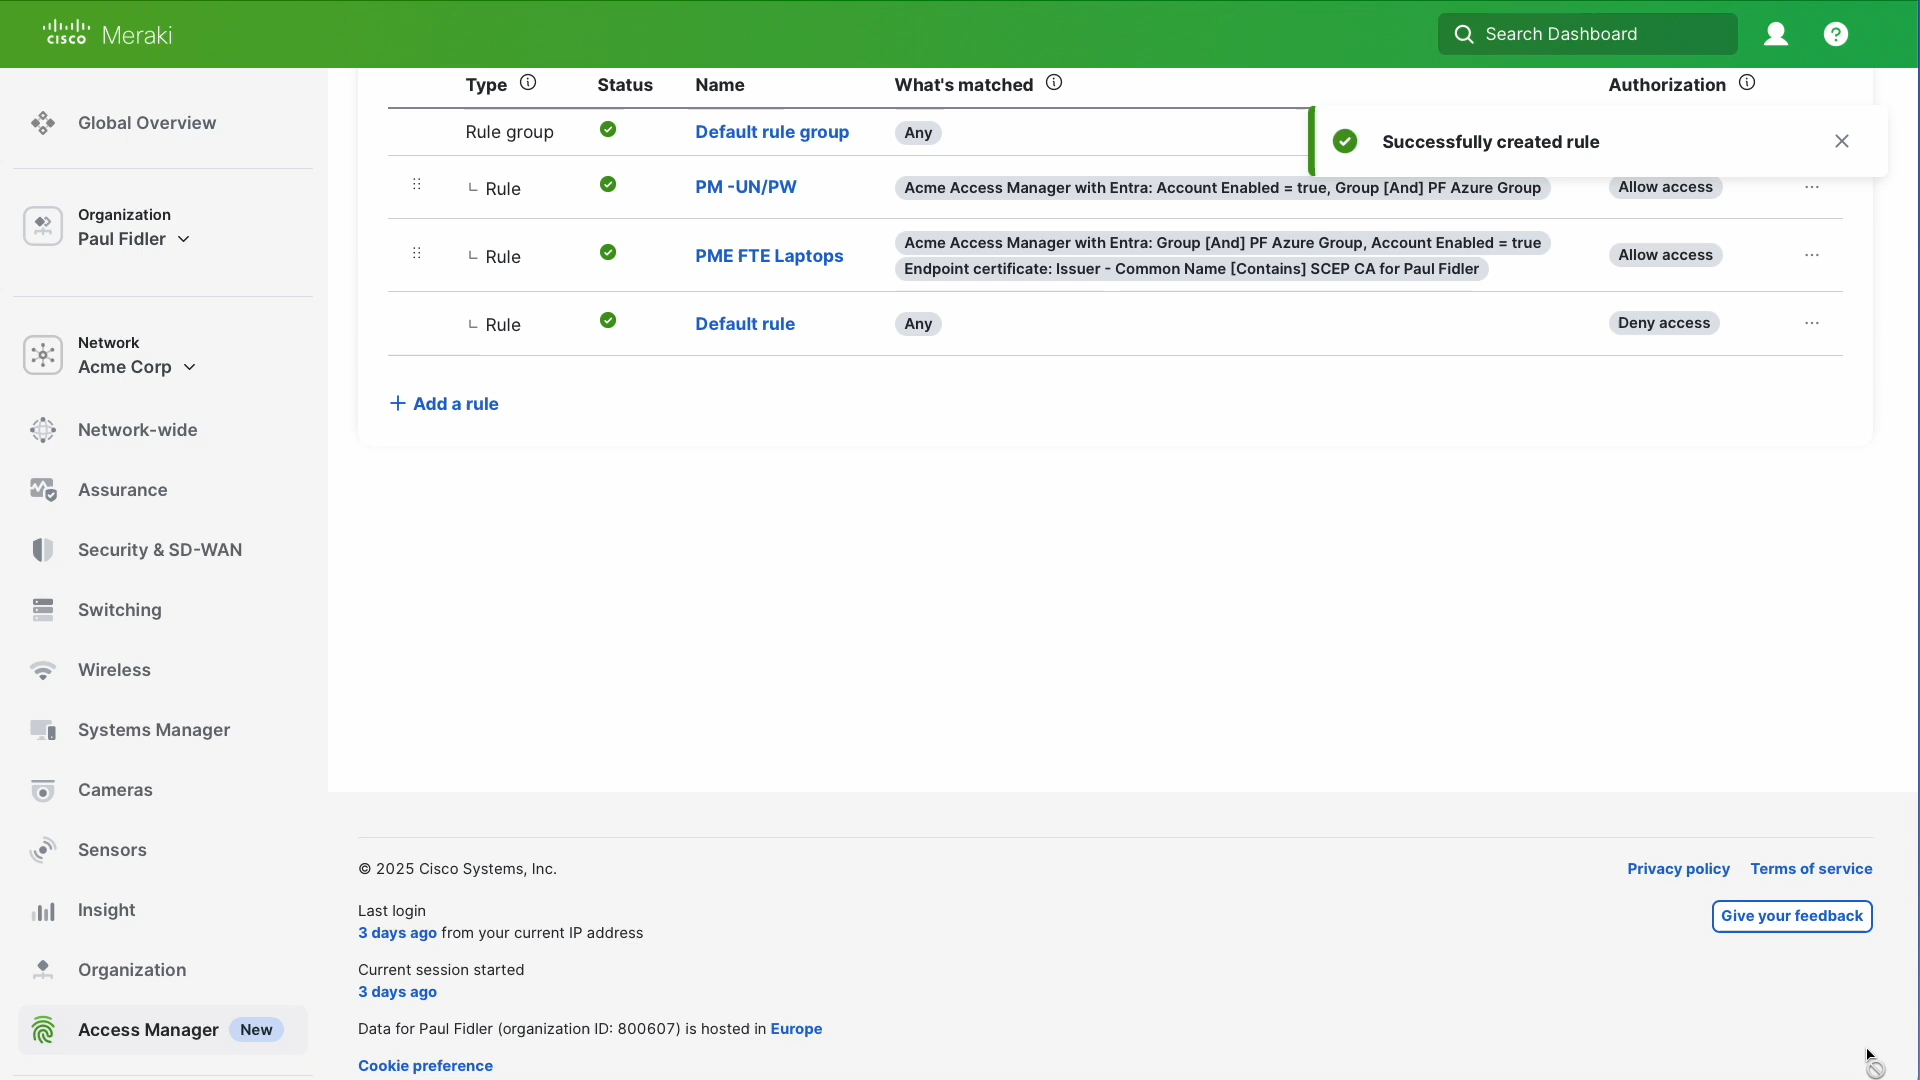 CISCO Meraki
Search Dashboard
?
Global Overview
Organization
Paul Fidler
Network
Acme Corp
Network-wide
Assurance
Security & SD-WAN
Switching
Wireless
Systems Manager
Cameras
Sensors
Insight
Organization
Access Manager New
Type Status Name What's matched Authorization
Rule group Default rule group Any
Successfully created rule
Rule PM -UN/PW Acme Access Manager with Entra: Account Enabled = true, Group [And] PF Azure Group Allow access ...
Rule PME FTE Laptops Acme Access Manager with Entra: Group [And] PF Azure Group, Account Enabled = true
Endpoint certificate: Issuer - Common Name [Contains] SCEP CA for Paul Fidler Allow access ...
Rule Default rule Any Deny access ...
+ Add a rule
© 2025 Cisco Systems, Inc.
Privacy policy Terms of service
Last login
3 days ago from your current IP address
Give your feedback
Current session started
3 days ago
Data for Paul Fidler (organization ID: 800607) is hosted in Europe
Cookie preference